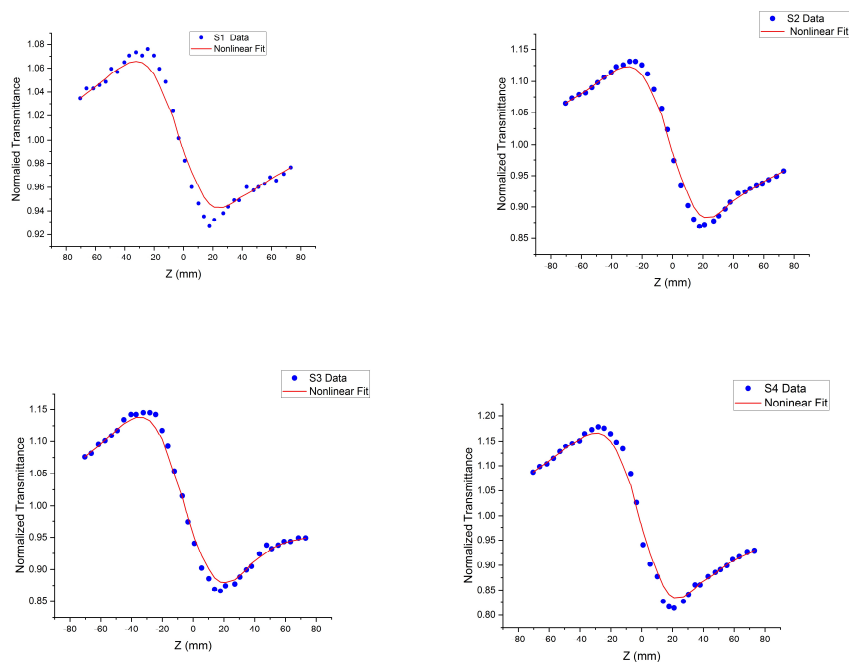 S1 Data
Nonlinear Fit
1.08
1.06
1.04
1.02
1.00
0.98
0.96
0.94
0.92
Normalied Transmittance
-80 -60 -40 -20 0 20 40 60 80
Z (mm)
S2 Data
Nonlinear Fit
1.15
1.10
1.05
1.00
0.95
0.90
0.85
Normalized Transmittance
-80 -60 -40 -20 0 20 40 60 80
Z (mm)
S3 Data
Nonlinear Fit
1.15
1.10
1.05
1.00
0.95
0.90
0.85
Normalized Transmittance
-80 -60 -40 -20 0 20 40 60 80
Z (mm)
S4 Data
Noninear Fit
1.20
1.15
1.10
1.05
1.00
0.95
0.90
0.85
0.80
Normalized Transmittance
-80 -60 -40 -20 0 20 40 60 80
Z (mm)